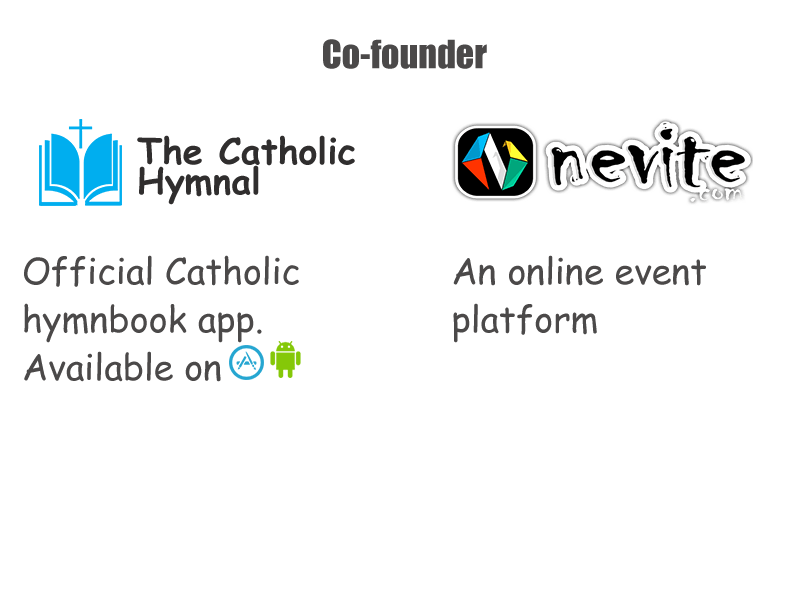 Co-founder
The Catholic
Hymnal
Official Catholic
hymnbook app.
Available on
nevite
.com
An online event
platform